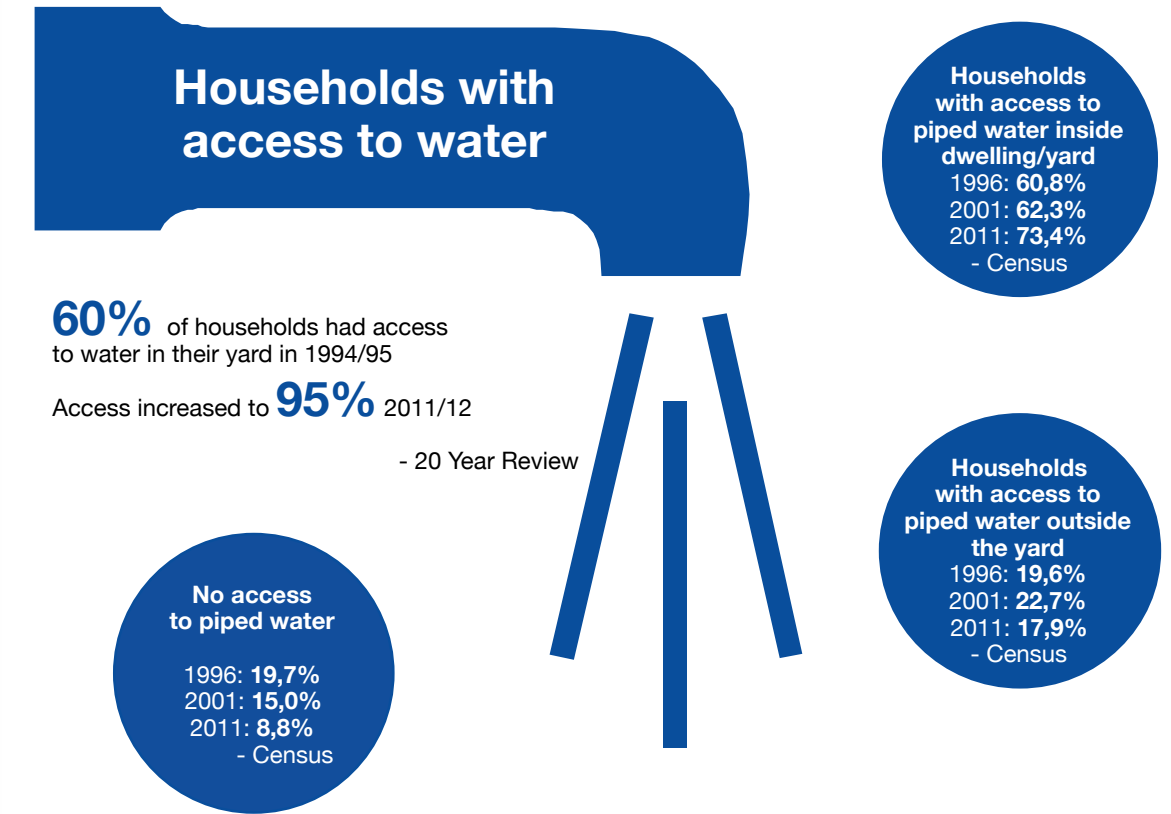 Households with
access to water
60% of households had access
to water in their yard in 1994/95
Access increased to 95% 2011/12
- 20 Year Review
No access
to piped water
1996: 19,7%
2001: 15,0%
2011: 8,8%
- Census
Households
with access to
piped water inside
dwelling/yard
1996: 60,8%
2001: 62,3%
2011: 73,4%
- Census
Households
with access to
piped water outside
the yard
1996: 19,6%
2001: 22,7%
2011: 17,9%
- Census